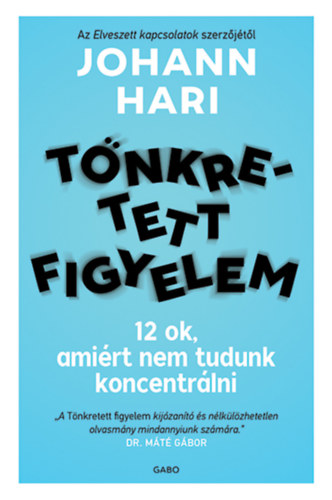 Az Elveszett kapcsolatok szerzőjétől
JOHANN
HARI
TÖNKRE-
TETT
FIGYELEM
12 ok,
amiért nem tudunk
koncentrálni
„A Tönkretett figyelem kijózanító és nélkülözhetetlen
olvasmány mindannyiunk számára."
DR. MÁTÉ GÁBOR
GABO